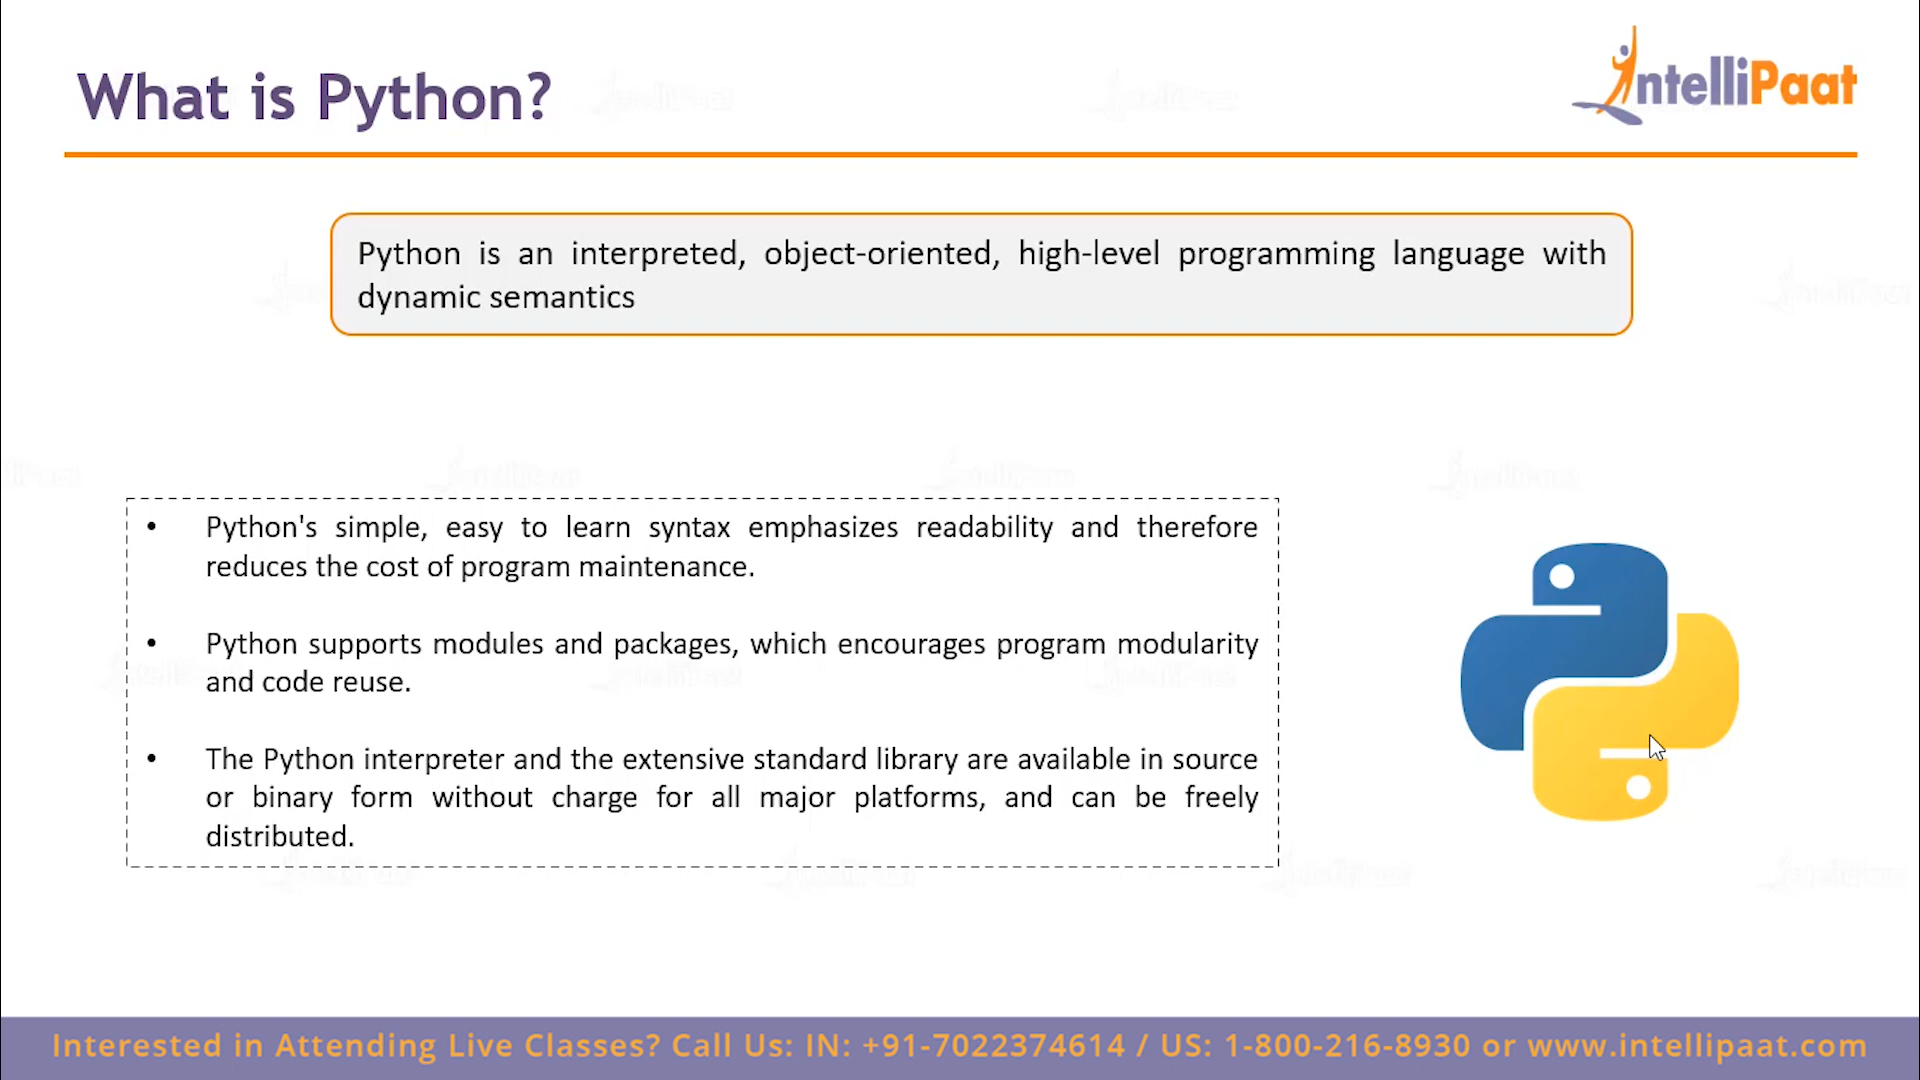 What is Python?
IntelliPaat
Python is an interpreted, object-oriented, high-level programming language with
dynamic semantics
• Python's simple, easy to learn syntax emphasizes readability and therefore
reduces the cost of program maintenance.
• Python supports modules and packages, which encourages program modularity
and code reuse.
• The Python interpreter and the extensive standard library are available in source
or binary form without charge for all major platforms, and can be freely
distributed.
Interested in Attending Live Classes? Call Us: IN: +91-7022374614 / US: 1-800-216-8930 or www.intellipaat.com